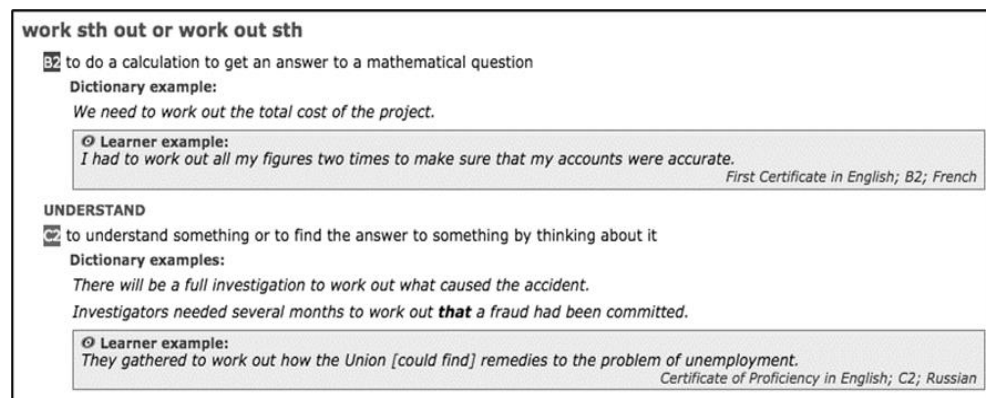 work sth out or work out sth
B2 to do a calculation to get an answer to a mathematical question
Dictionary example:
We need to work out the total cost of the project.
Learner example:
I had to work out all my figures two times to make sure that my accounts were accurate.
First Certificate in English; B2; French
UNDERSTAND
C2 to understand something or to find the answer to something by thinking about it
Dictionary examples:
There will be a full investigation to work out what caused the accident.
Investigators needed several months to work out that a fraud had been committed.
Learner example:
They gathered to work out how the Union [could find] remedies to the problem of unemployment.
Certificate of Proficiency in English; C2; Russian